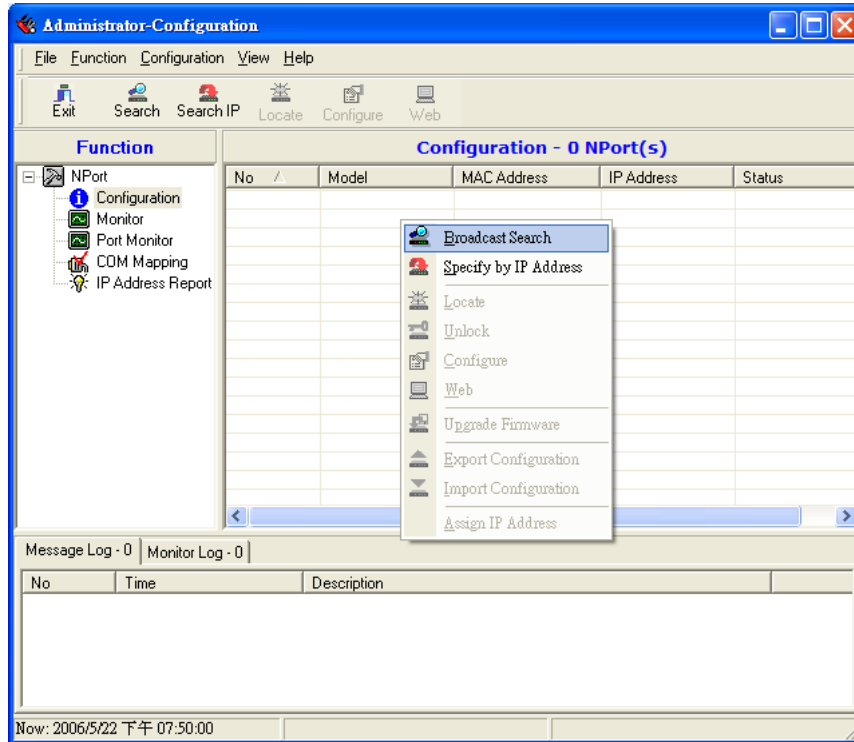 Administrator-Configuration
File Function Configuration View Help
Exit Search Search IP Locate Configure Web
Function
Configuration - 0 NPort(s)
NPort
Configuration
Monitor
Port Monitor
COM Mapping
IP Address Report
No Model MAC Address IP Address Status
Broadcast Search
Specify by IP Address
Locate
Unlock
Configure
Web
Upgrade Firmware
Export Configuration
Import Configuration
Assign IP Address
Message Log - 0 Monitor Log - 0
No Time Description
Now: 2006/5/22 下午 07:50:00